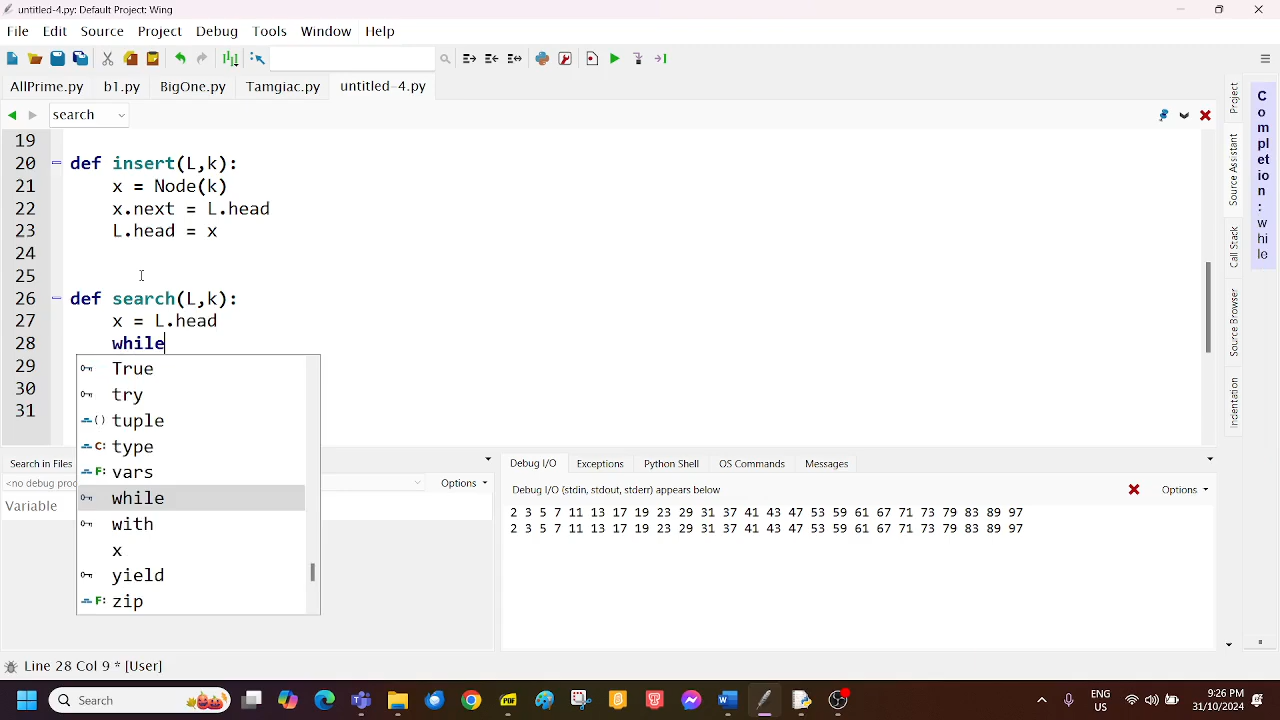 untitled-4.py: Default Project: Wing
File Edit Source Project Debug Tools Window Help
AllPrime.py b1.py BigOne.py Tamgiac.py untitled-4.py
search
19
20 def insert(L,k):
21 x = Node(k)
22 x.next = L.head
23 L.head = x
24
25
26 def search(L,k):
27 x = L.head
28 while
29
30
31
True
try
() tuple
C: type
F: vars
while
with
x
yield
F: zip
Project
Source Assistant
Call Stack
Source Browser
Indentation
Completion: while
Search in Files
Options
Variable
Debug I/O Exceptions Python Shell OS Commands Messages
Debug I/O (stdin, stdout, stderr) appears below Options
2 3 5 7 11 13 17 19 23 29 31 37 41 43 47 53 59 61 67 71 73 79 83 89 97
2 3 5 7 11 13 17 19 23 29 31 37 41 43 47 53 59 61 67 71 73 79 83 89 97
Line 28 Col 9 * [User]
Search
PDF
ENG
US
9:26 PM
31/10/2024